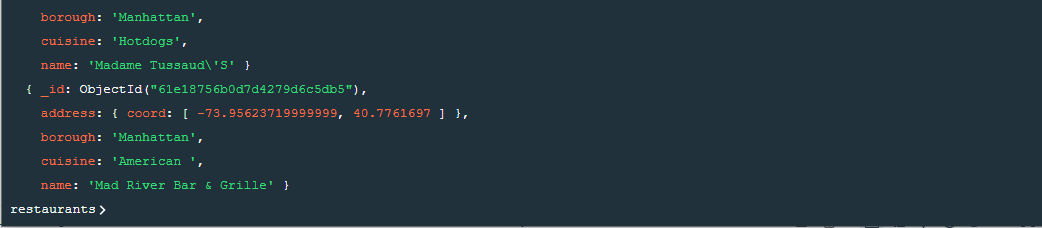 borough: 'Manhattan',
cuisine: 'Hotdogs',
name: 'Madame Tussaud\'S' }
{ _id: ObjectId("61e18756b0d7d4279d6c5db5"),
address: { coord: [ -73.95623719999999, 40.7761697 ] },
borough: 'Manhattan',
cuisine: 'American ',
name: 'Mad River Bar & Grille' }
restaurants>